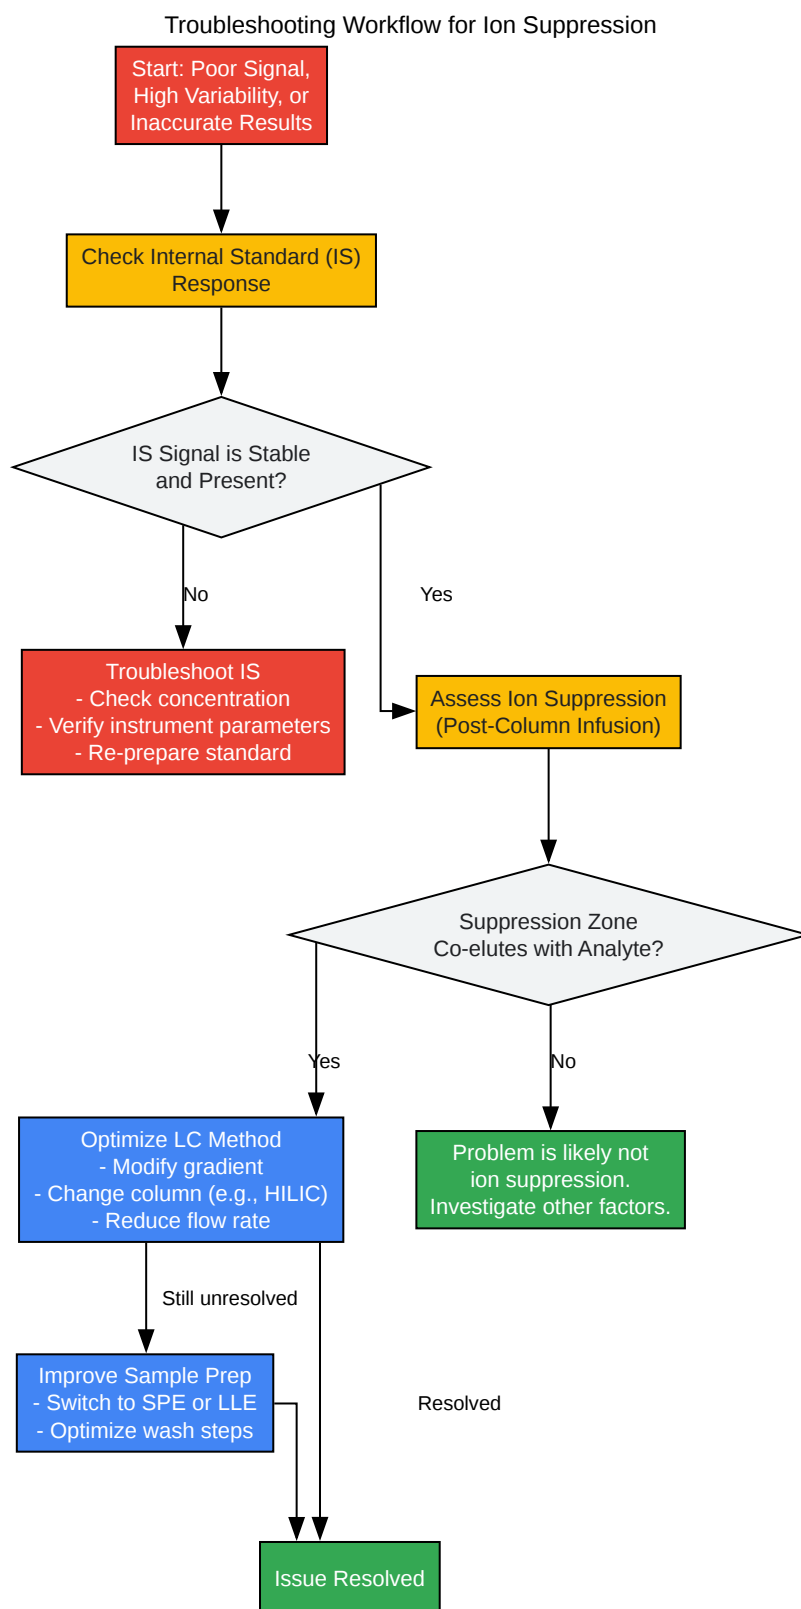 Troubleshooting Workflow for Ion Suppression
Start: Poor Signal,
High Variability, or
Inaccurate Results
Check Internal Standard (IS)
Response
IS Signal is Stable
and Present?
No
Yes
Troubleshoot IS
- Check concentration
- Verify instrument parameters
- Re-prepare standard
Assess Ion Suppression
(Post-Column Infusion)
Suppression Zone
Co-elutes with Analyte?
Yes
No
Optimize LC Method
- Modify gradient
- Change column (e.g., HILIC)
- Reduce flow rate
Problem is likely not
ion suppression.
Investigate other factors.
Still unresolved
Improve Sample Prep
- Switch to SPE or LLE
- Optimize wash steps
Resolved
Issue Resolved